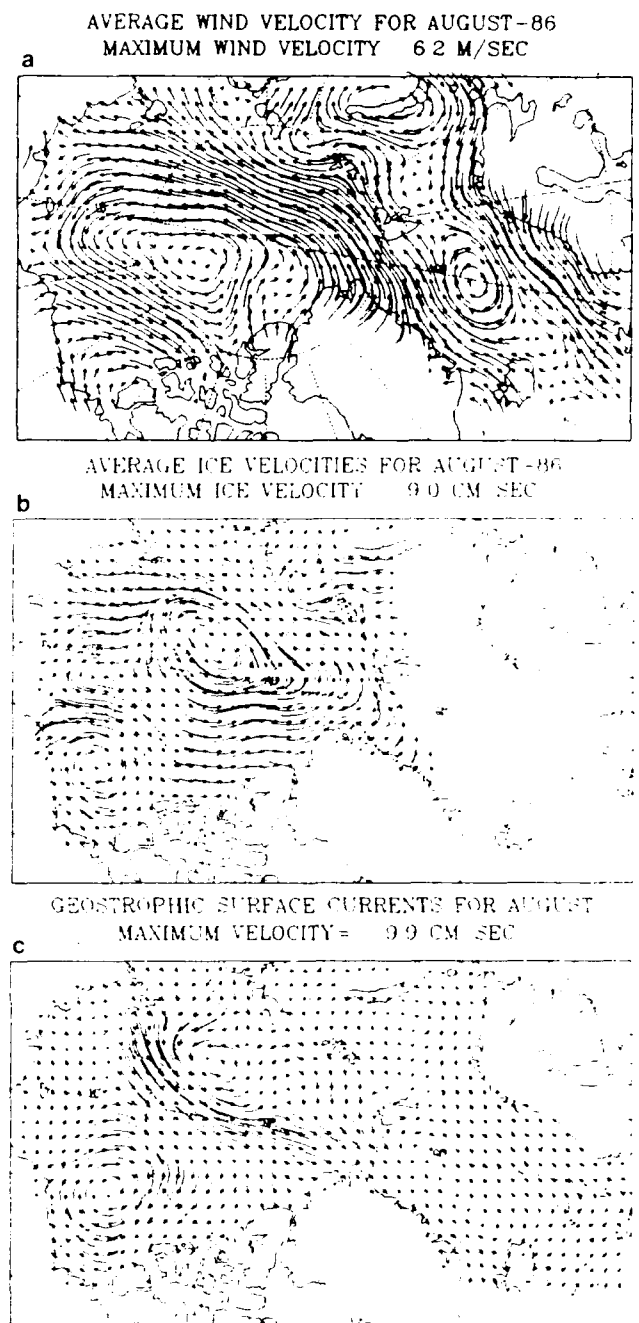 AVERAGE WIND VELOCITY FOR AUGUST-86
MAXIMUM WIND VELOCITY 6.2 M/SEC
a
AVERAGE ICE VELOCITIES FOR AUGUST-86
MAXIMUM ICE VELOCITY 9.0 CM SEC
b
GEOSTROPHIC SURFACE CURRENTS FOR AUGUST
MAXIMUM VELOCITY= 9.9 CM SEC
c